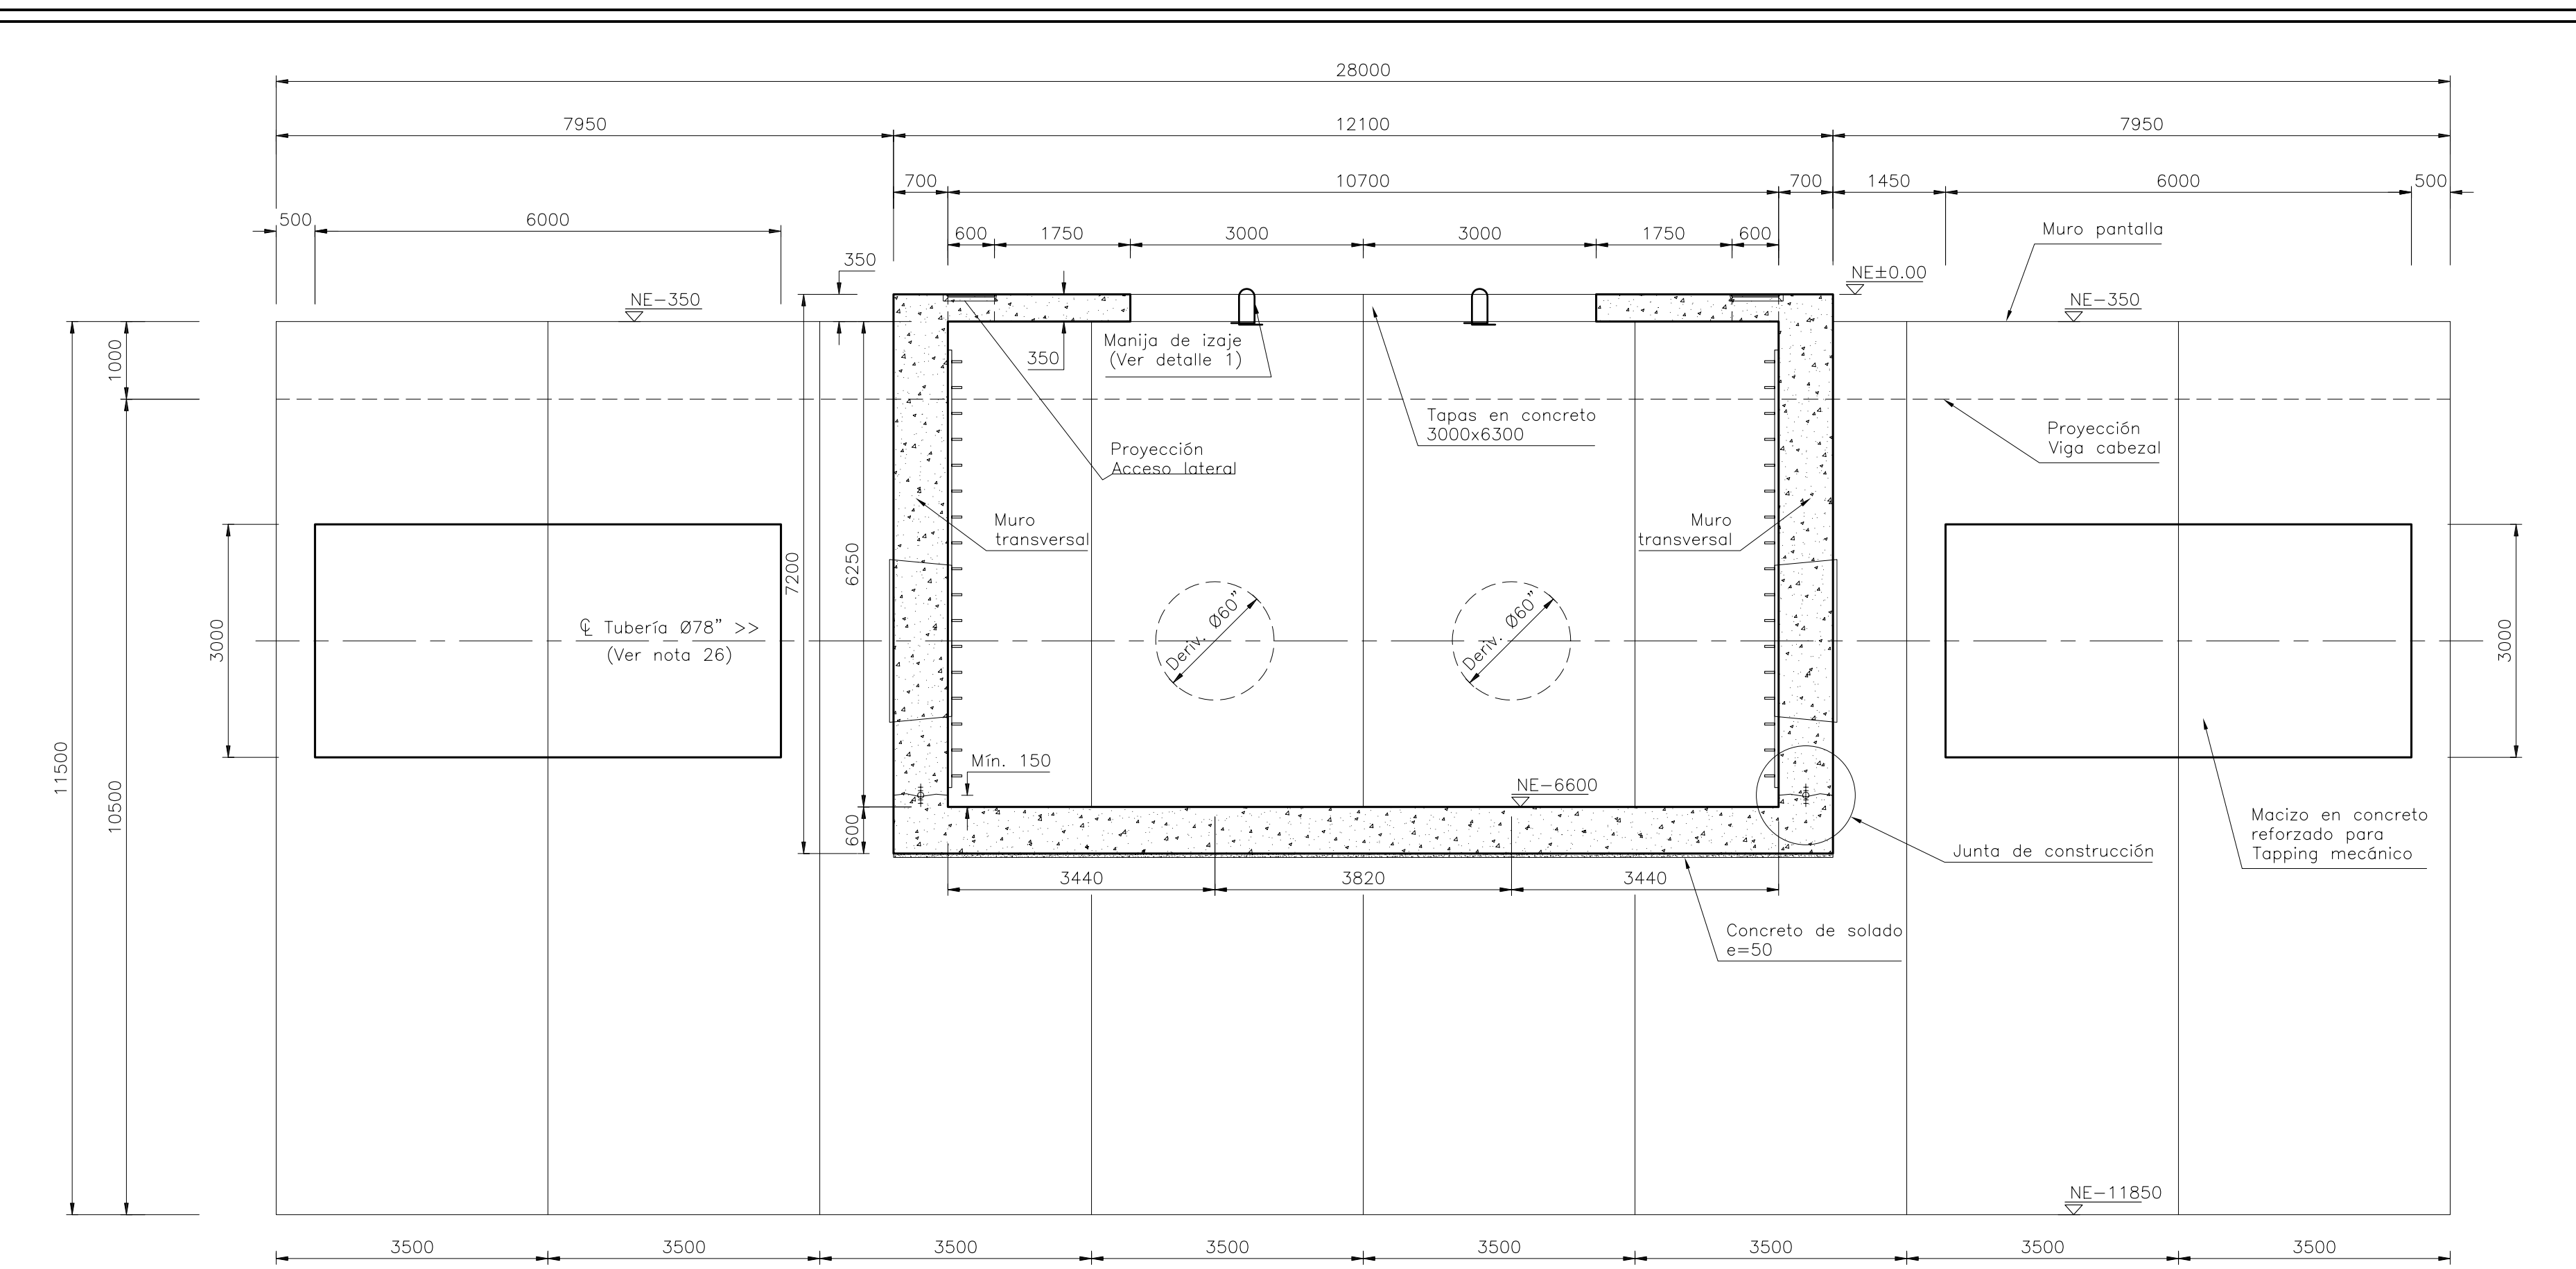 28000
7950
12100
7950
700
10700
700
1450
6000
500
500
6000
600
1750
3000
3000
1750
600
Muro pantalla
350
NE±0.00
NE-350
NE-350
1000
Manija de izaje
(Ver detalle 1)
350
Tapas en concreto
3000x6300
Proyección
Viga cabezal
Proyección
Acceso lateral
Muro
transversal
Muro
transversal
7200
6250
3000
℄ Tubería Ø78" >>
(Ver nota 26)
Deriv. Ø60"
Deriv. Ø60"
3000
11500
10500
Mín. 150
NE-6600
600
Macizo en concreto
reforzado para
Tapping mecánico
Junta de construcción
3440
3820
3440
Concreto de solado
e=50
NE-11850
3500
3500
3500
3500
3500
3500
3500
3500